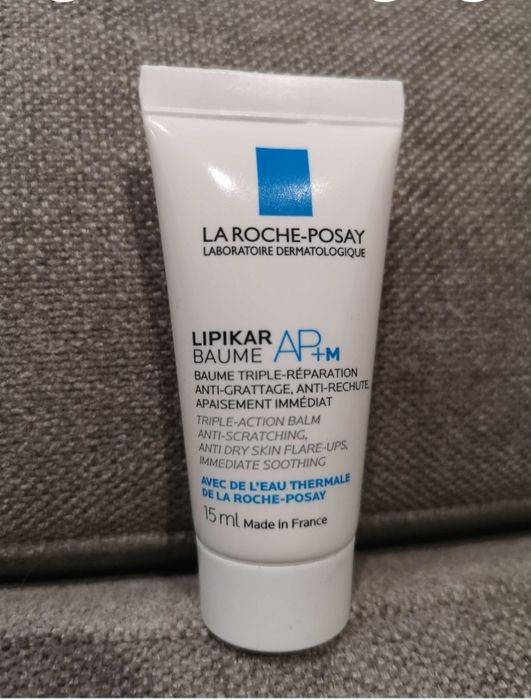 LA ROCHE-POSAY
LABORATOIRE DERMATOLOGIQUE
LIPIKAR
BAUME AP+M
BAUME TRIPLE-RÉPARATION
ANTI-GRATTAGE, ANTI-RECHUTE,
APAISEMENT IMMÉDIAT
TRIPLE-ACTION BALM
ANTI-SCRATCHING,
ANTI DRY SKIN FLARE-UPS,
IMMEDIATE SOOTHING
AVEC DE L'EAU THERMALE
DE LA ROCHE-POSAY
15 ml Made in France